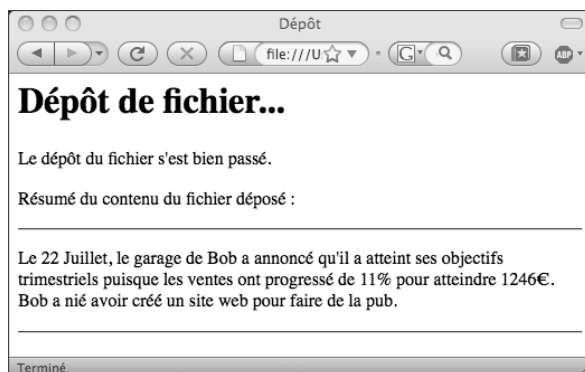 Dépôt
file:///U
G
ABP
Dépôt de fichier...
Le dépôt du fichier s'est bien passé.
Résumé du contenu du fichier déposé :
Le 22 Juillet, le garage de Bob a annoncé qu'il a atteint ses objectifs
trimestriels puisque les ventes ont progressé de 11% pour atteindre 1246€.
Bob a nié avoir créé un site web pour faire de la pub.
Terminé